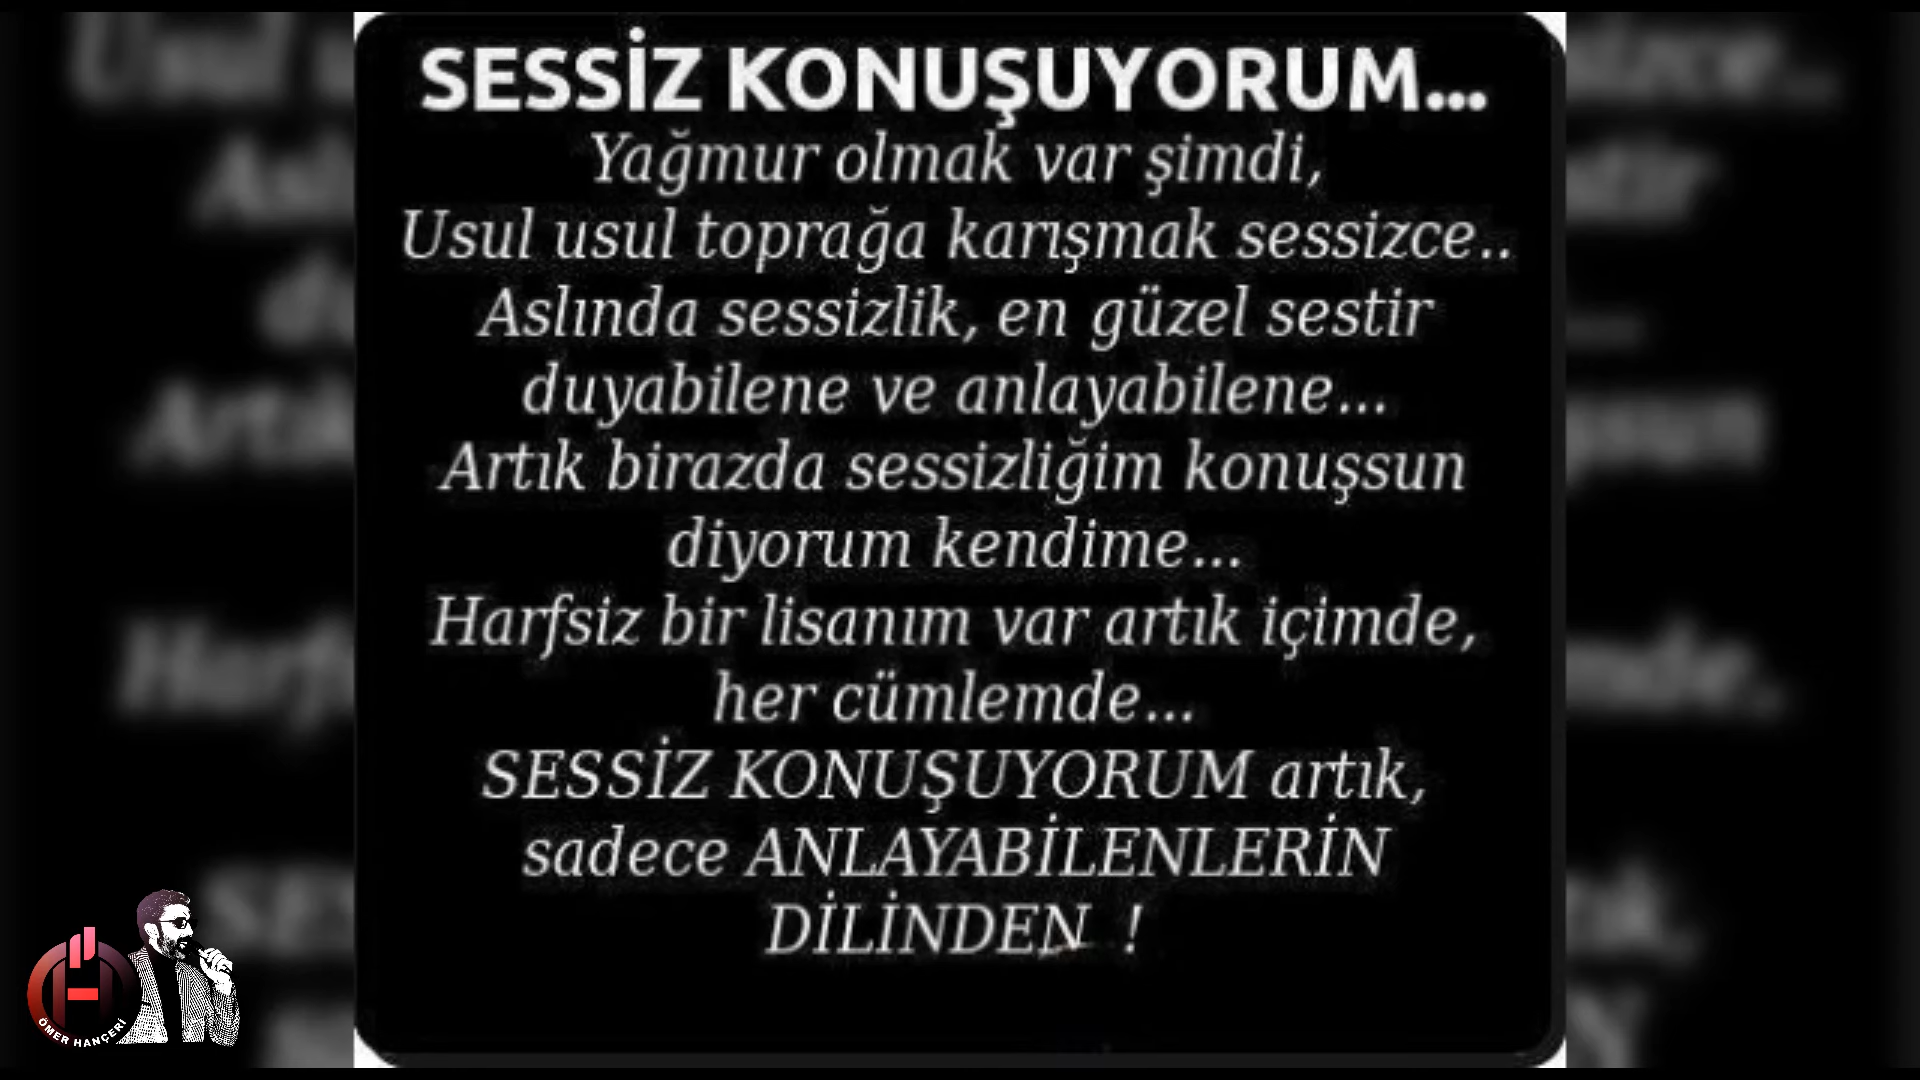 SESSİZ KONUŞUYORUM...
Yağmur olmak var şimdi,
Usul usul toprağa karışmak sessizce..
Aslında sessizlik, en güzel sestir
duyabilene ve anlayabilene...
Artık birazda sessizliğim konuşsun
diyorum kendime...
Harfsiz bir lisanım var artık içimde,
her cümlemde...
SESSİZ KONUŞUYORUM artık,
sadece ANLAYABİLENLERİN
DİLİNDEN !
ÖMER HANÇERİ